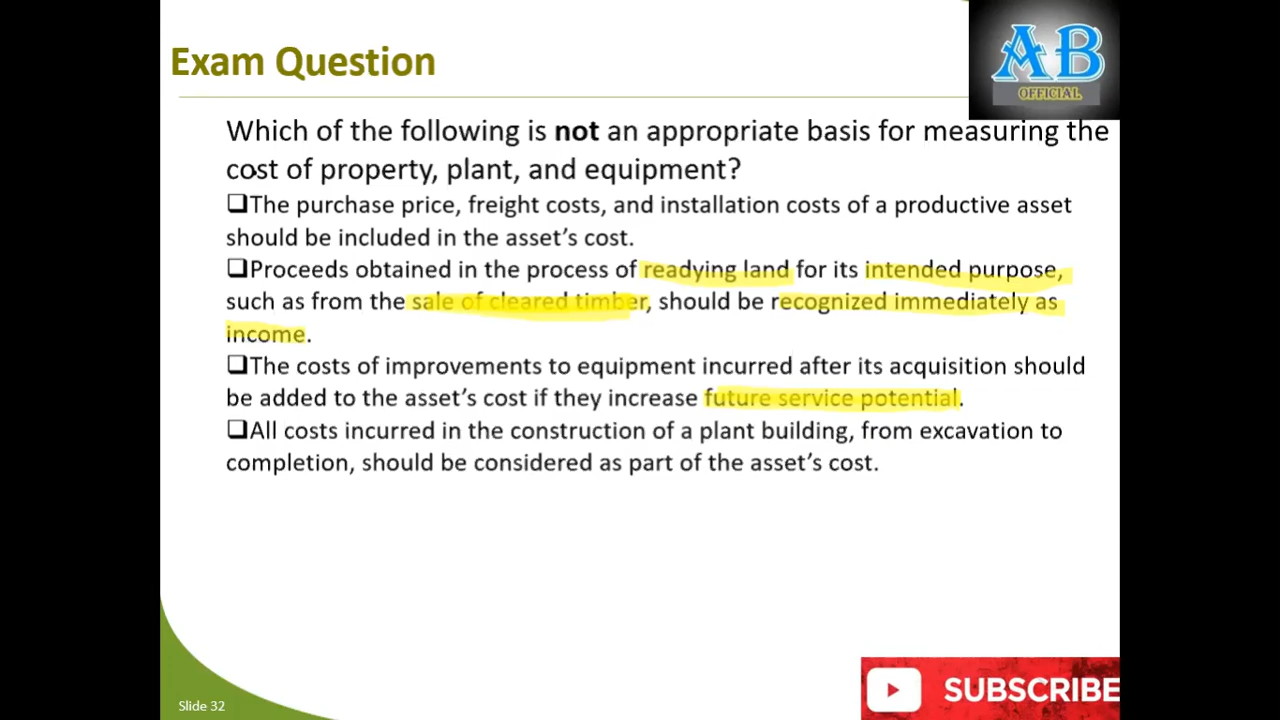 Exam Question
AB
OFFICIAL
Which of the following is not an appropriate basis for measuring the
cost of property, plant, and equipment?
❑The purchase price, freight costs, and installation costs of a productive asset
should be included in the asset’s cost.
❑Proceeds obtained in the process of readying land for its intended purpose,
such as from the sale of cleared timber, should be recognized immediately as
income.
❑The costs of improvements to equipment incurred after its acquisition should
be added to the asset’s cost if they increase future service potential.
❑All costs incurred in the construction of a plant building, from excavation to
completion, should be considered as part of the asset’s cost.
Slide 32
SUBSCRIBE